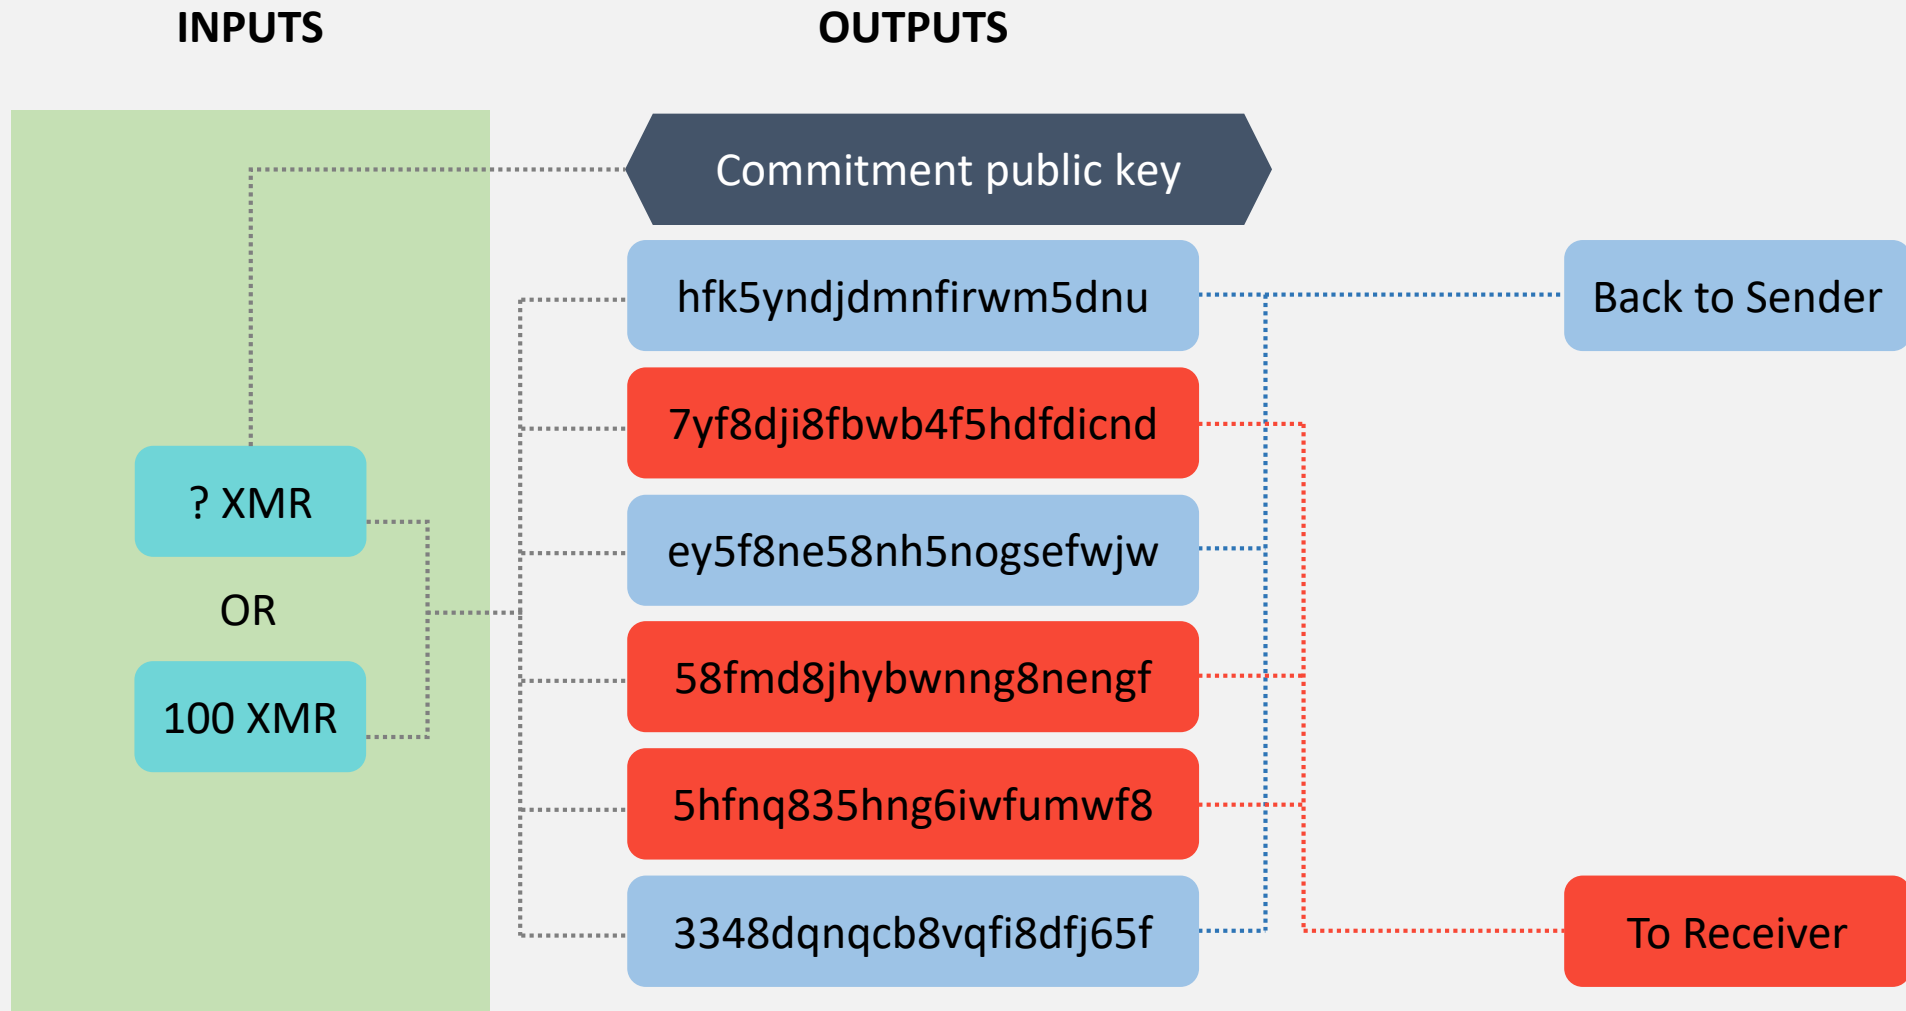 INPUTS
OUTPUTS
Commitment public key
hfk5yndjdmnfirwm5dnu
Back to Sender
7yf8dji8fbwb4f5hdfdicnd
? XMR
ey5f8ne58nh5nogsefwjw
OR
58fmd8jhybwnng8nengf
100 XMR
5hfnq835hng6iwfumwf8
3348dqnqcb8vqfi8dfj65f
To Receiver